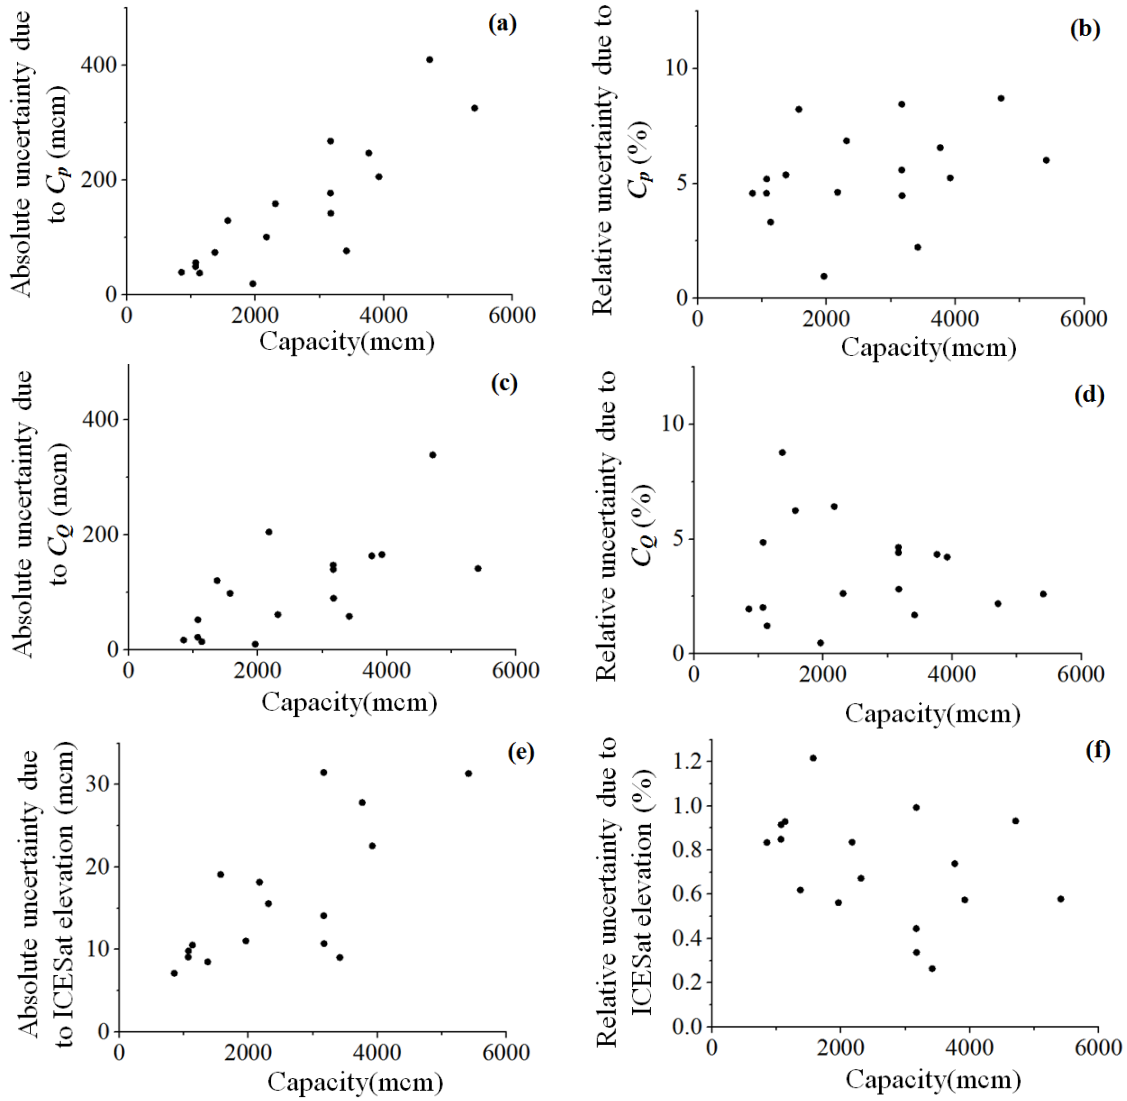 Absolute uncertainty due
to Cp (mcm)
400
200
0
0 2000 4000 6000
Capacity(mcm)
(a)
Relative uncertainty due to
Cp (%)
10
5
0
0 2000 4000 6000
Capacity(mcm)
(b)
Absolute uncertainty due
to CQ (mcm)
400
200
0
0 2000 4000 6000
Capacity(mcm)
(c)
Relative uncertainty due to
CQ (%)
10
5
0
0 2000 4000 6000
Capacity(mcm)
(d)
Absolute uncertainty due
to ICESat elevation (mcm)
30
20
10
0
0 2000 4000 6000
Capacity(mcm)
(e)
Relative uncertainty due to
ICESat elevation (%)
1.2
1.0
0.8
0.6
0.4
0.2
0.0
0 2000 4000 6000
Capacity(mcm)
(f)